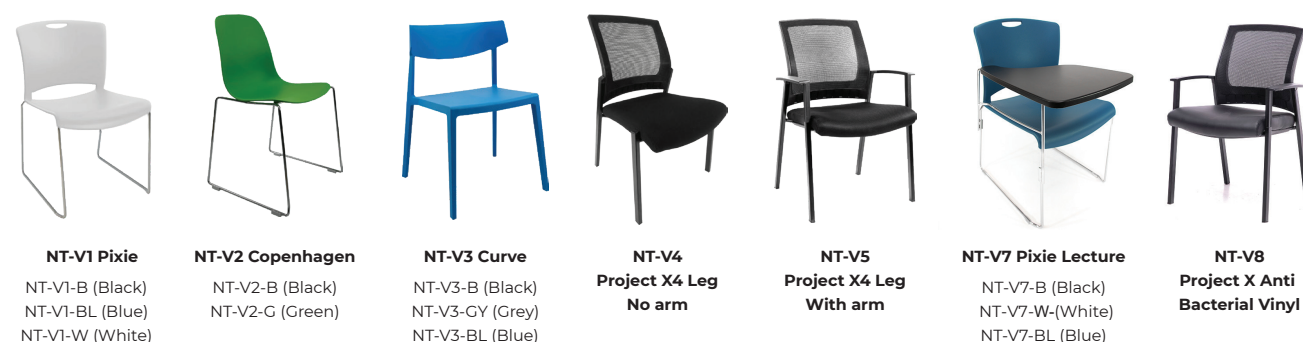 NT-V1 Pixie
NT-V1-B (Black)
NT-V1-BL (Blue)
NT-V1-W (White)
NT-V2 Copenhagen
NT-V2-B (Black)
NT-V2-G (Green)
NT-V3 Curve
NT-V3-B (Black)
NT-V3-GY (Grey)
NT-V3-BL (Blue)
NT-V4
Project X4 Leg
No arm
NT-V5
Project X4 Leg
With arm
NT-V7 Pixie Lecture
NT-V7-B (Black)
NT-V7-W-(White)
NT-V7-BL (Blue)
NT-V8
Project X Anti
Bacterial Vinyl